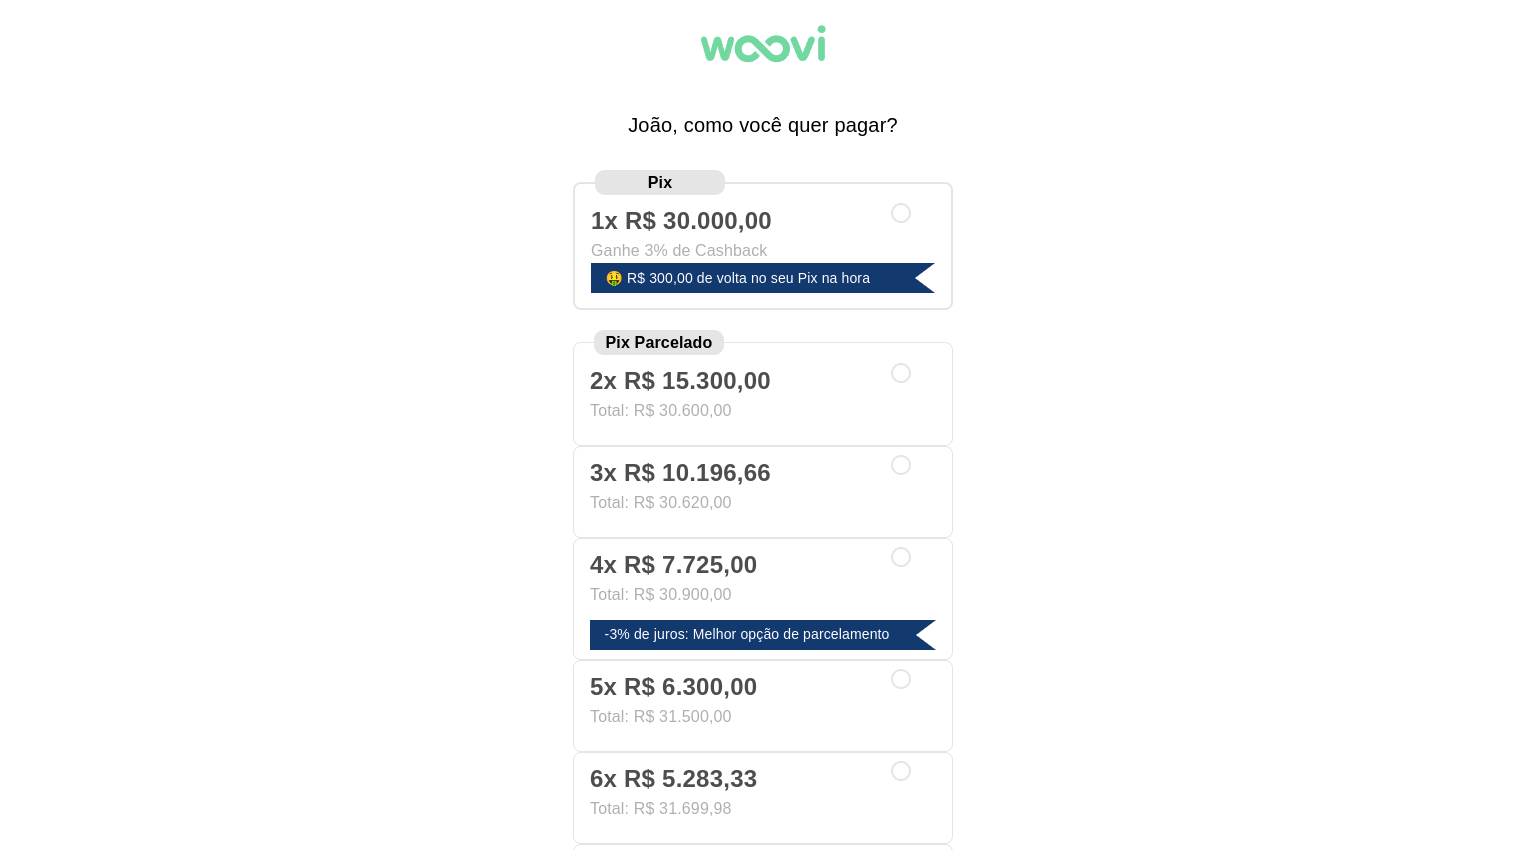 woovi
João, como você quer pagar?
Pix
1x R$ 30.000,00
Ganhe 3% de Cashback
🤑 R$ 300,00 de volta no seu Pix na hora
Pix Parcelado
2x R$ 15.300,00
Total: R$ 30.600,00
3x R$ 10.196,66
Total: R$ 30.620,00
4x R$ 7.725,00
Total: R$ 30.900,00
-3% de juros: Melhor opção de parcelamento
5x R$ 6.300,00
Total: R$ 31.500,00
6x R$ 5.283,33
Total: R$ 31.699,98